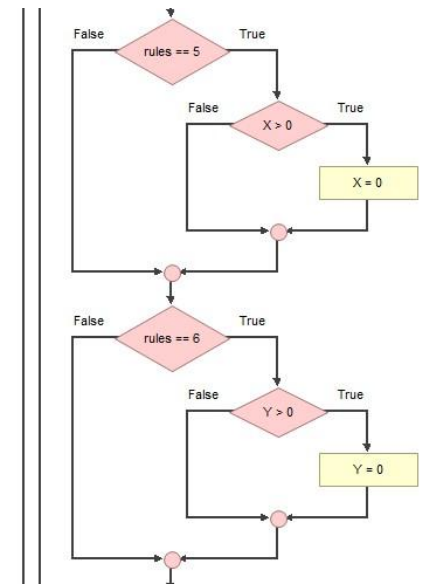 False True
rules == 5
False True
X > 0
X = 0
False True
rules == 6
False True
Y > 0
Y = 0